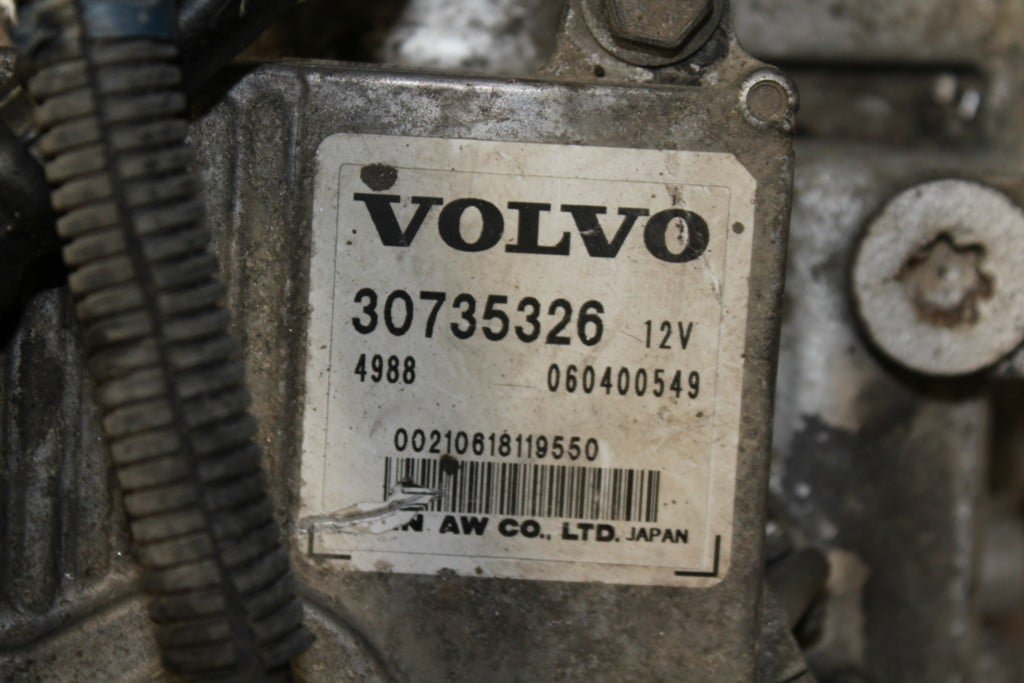 VOLVO
30735326 12V
4988 060400549
00210618119550
AW CO., LTD. JAPAN